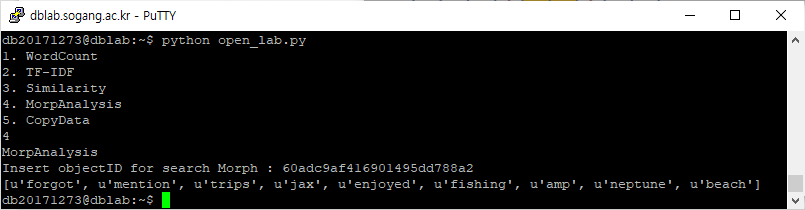 dblab.sogang.ac.kr - PuTTY
db20171273@dblab:~$ python open_lab.py
1. WordCount
2. TF-IDF
3. Similarity
4. MorpAnalysis
5. CopyData
4
MorpAnalysis
Insert objectID for search Morph : 60adc9af416901495dd788a2
[u'forgot', u'mention', u'trips', u'jax', u'enjoyed', u'fishing', u'amp', u'neptune', u'beach']
db20171273@dblab:~$